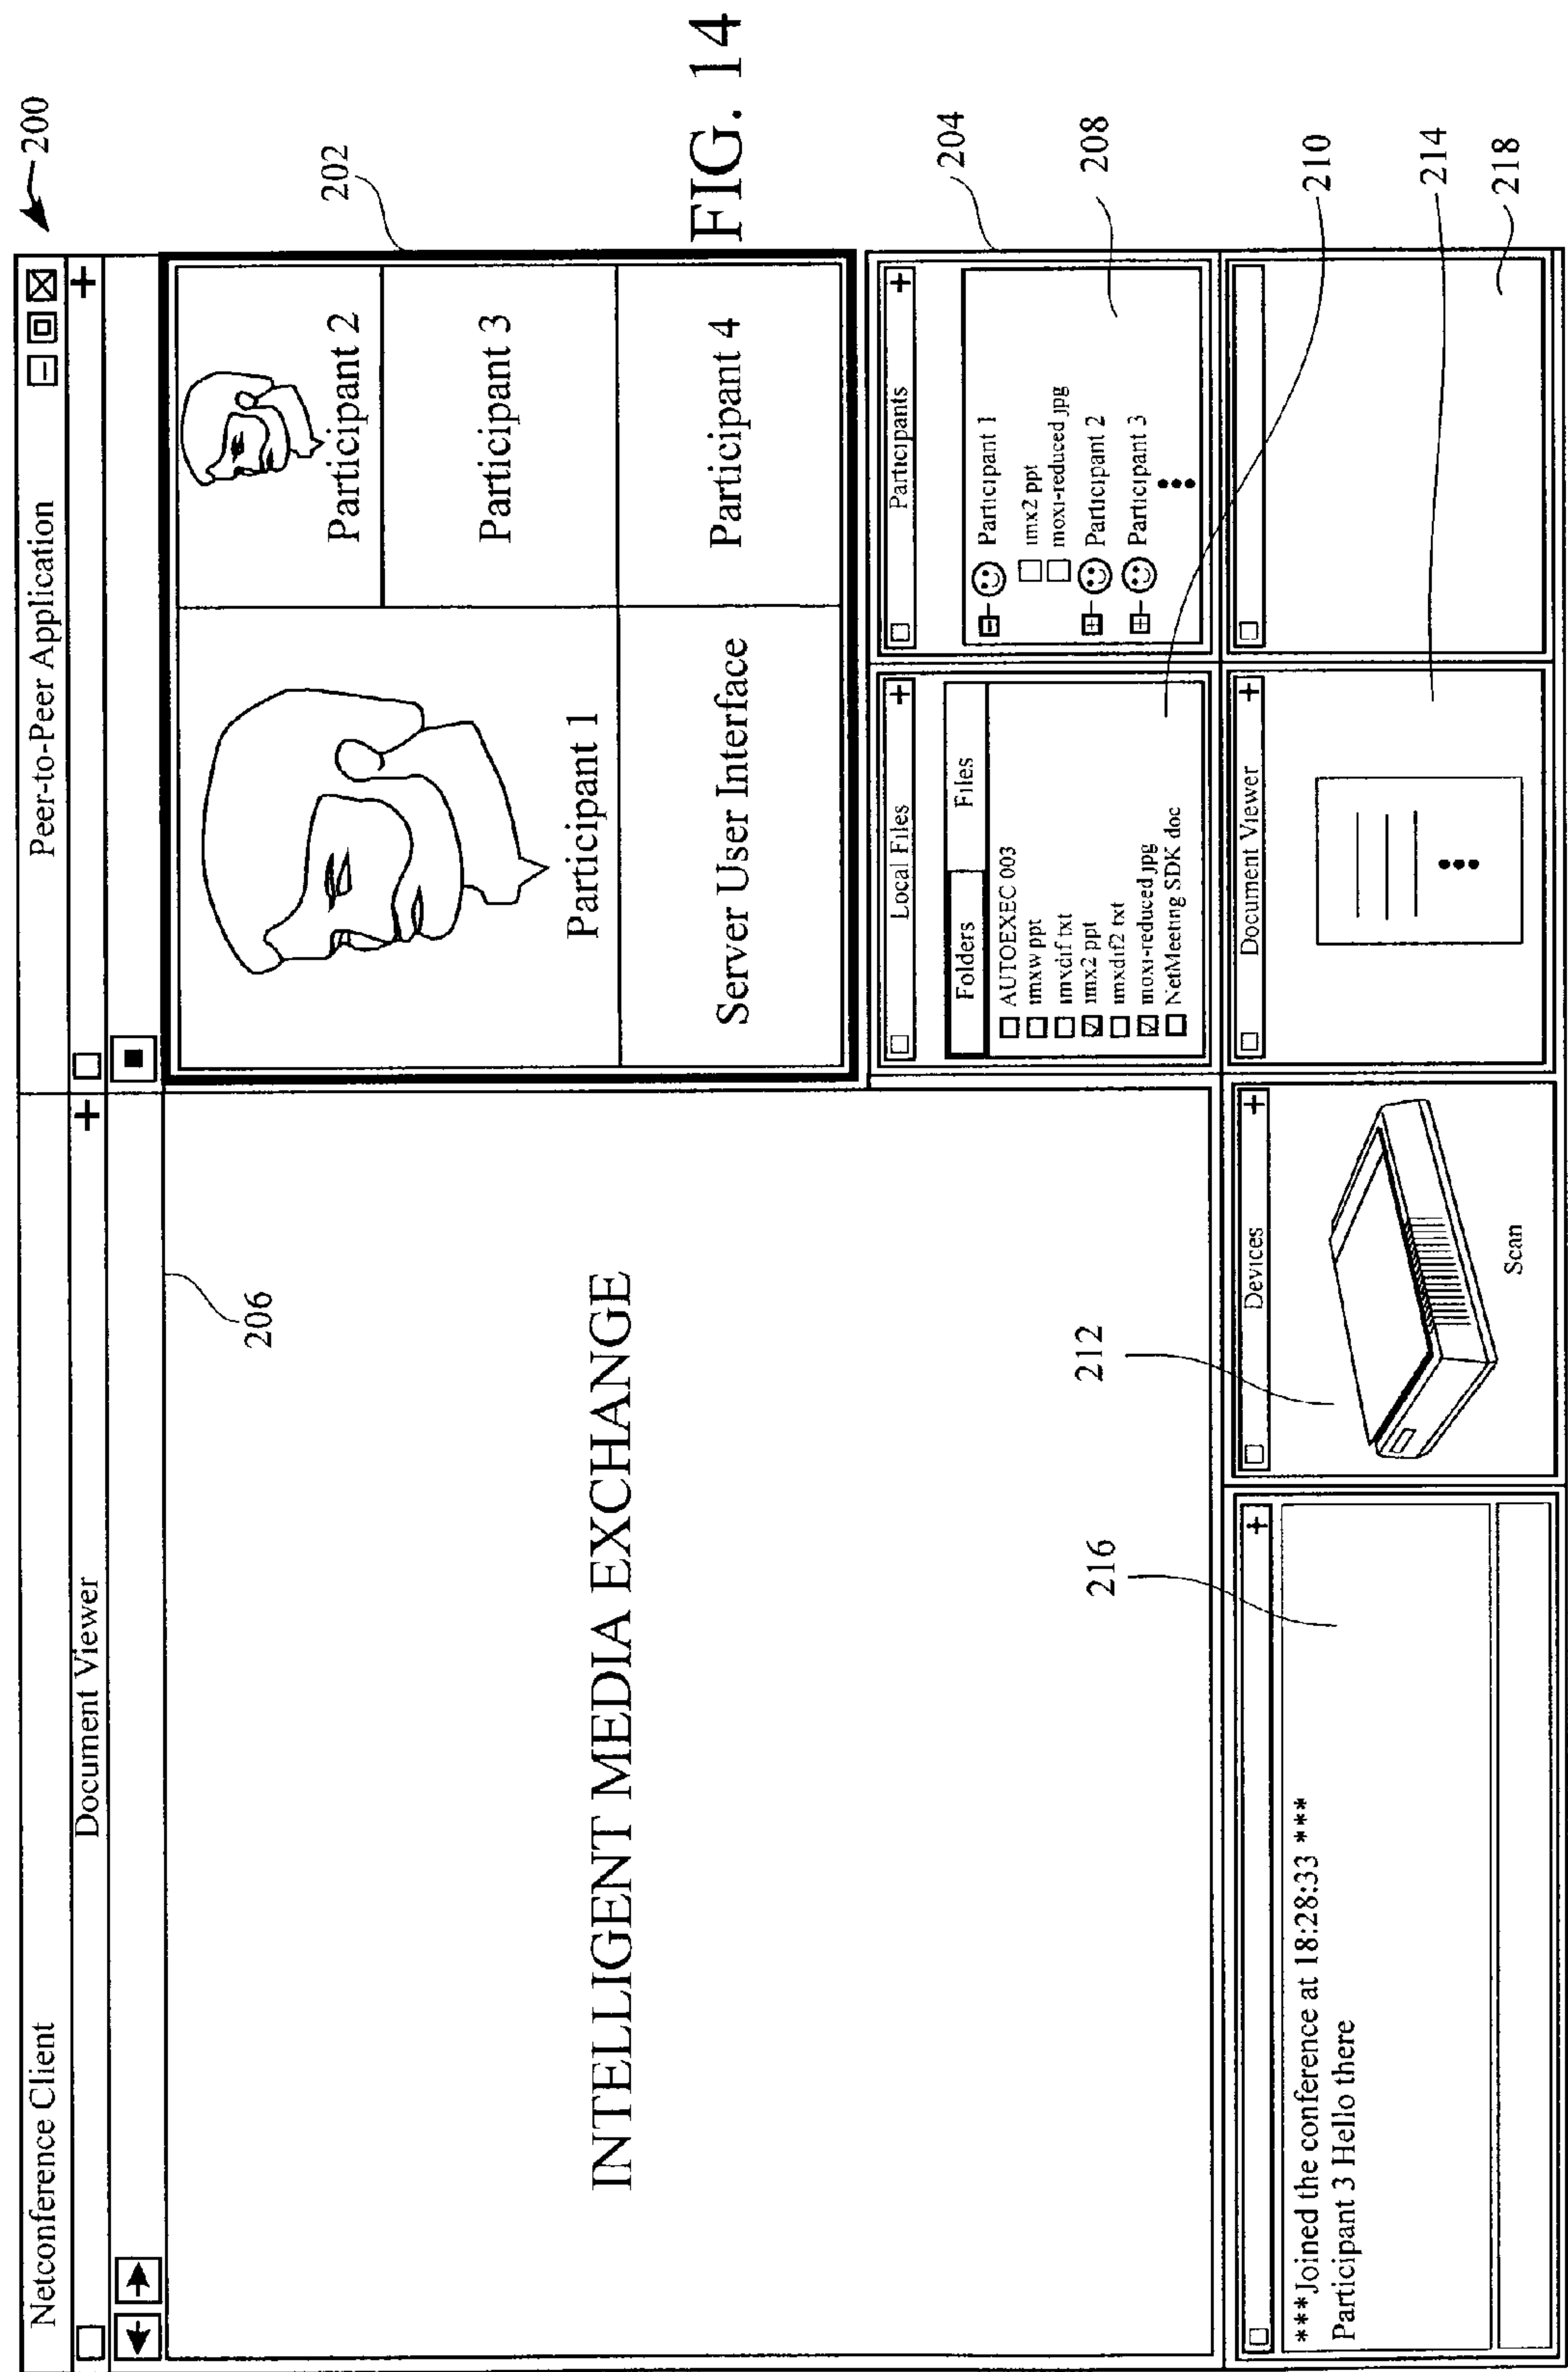 200
Netconference Client
Peer-to-Peer Application
Document Viewer
202
Participant 1
Participant 2
Participant 3
Server User Interface
Participant 4
FIG. 14
206
INTELLIGENT MEDIA EXCHANGE
204
Local Files
Folders
Files
AUTOEXEC 003
imxw ppt
imxdif txt
imx2 ppt
imxdif2 txt
moxi-reduced jpg
NetMeeting SDK doc
Participants
Participant 1
imx2 ppt
moxi-reduced jpg
Participant 2
Participant 3
208
210
216
212
***Joined the conference at 18:28:33 ***
Participant 3 Hello there
Devices
Scan
Document Viewer
214
218